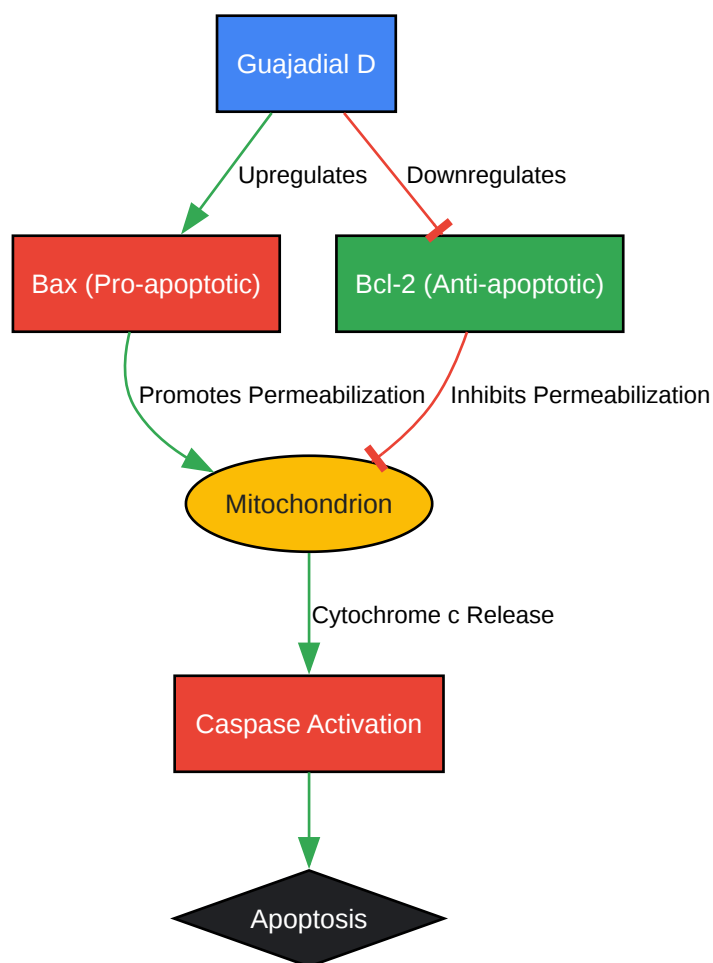 Guajadial D
Upregulates
Downregulates
Bax (Pro-apoptotic)
Bcl-2 (Anti-apoptotic)
Promotes Permeabilization
Inhibits Permeabilization
Mitochondrion
Cytochrome c Release
Caspase Activation
Apoptosis